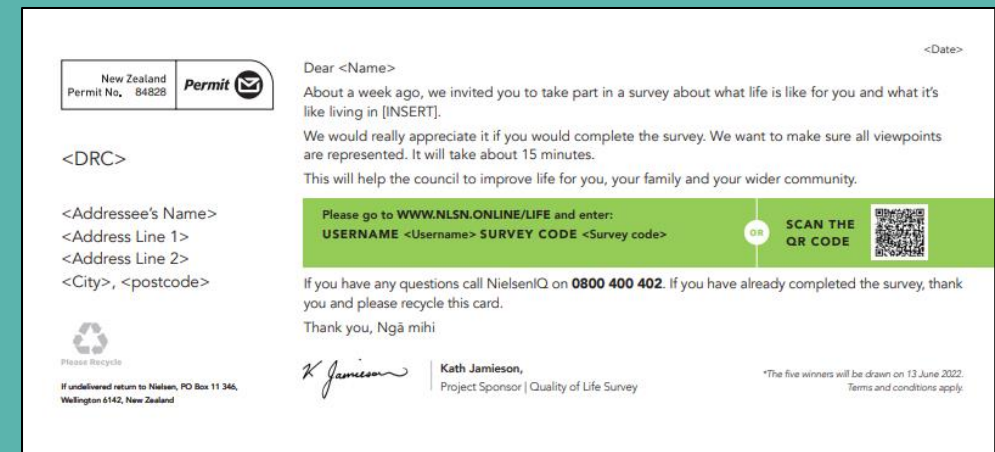 New Zealand
Permit No. 84828
Permit
<DRC>
<Addressee's Name>
<Address Line 1>
<Address Line 2>
<City>, <postcode>
Please Recycle
If undelivered return to Nielsen, PO Box 11 346,
Wellington 6142, New Zealand
<Date>
Dear <Name>
About a week ago, we invited you to take part in a survey about what life is like for you and what it's
like living in [INSERT].
We would really appreciate it if you would complete the survey. We want to make sure all viewpoints
are represented. It will take about 15 minutes.
This will help the council to improve life for you, your family and your wider community.
Please go to WWW.NLSN.ONLINE/LIFE and enter:
USERNAME <Username> SURVEY CODE <Survey code>
OR
SCAN THE
QR CODE
If you have any questions call NielsenIQ on 0800 400 402. If you have already completed the survey, thank
you and please recycle this card.
Thank you, Ngā mihi
K Jamieson
Kath Jamieson,
Project Sponsor | Quality of Life Survey
*The five winners will be drawn on 13 June 2022.
Terms and conditions apply.